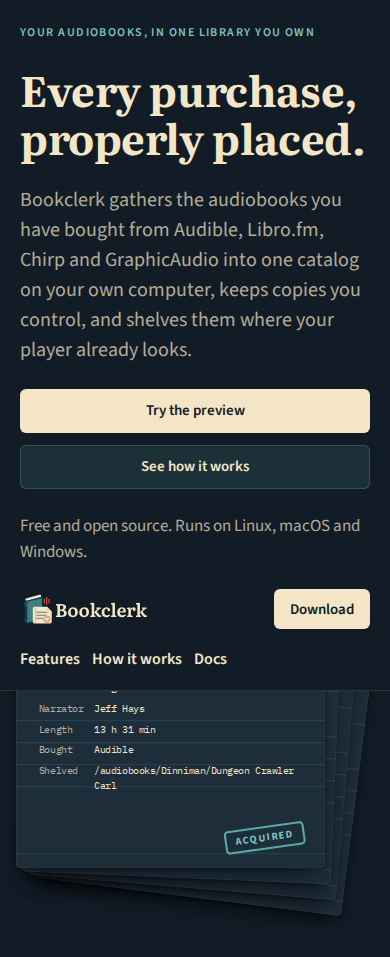 YOUR AUDIOBOOKS, IN ONE LIBRARY YOU OWN
Every purchase,
properly placed.
Bookclerk gathers the audiobooks you
have bought from Audible, Libro.fm,
Chirp and GraphicAudio into one catalog
on your own computer, keeps copies you
control, and shelves them where your
player already looks.
Try the preview
See how it works
Free and open source. Runs on Linux, macOS and
Windows.
Bookclerk
Download
Features How it works Docs
Narrator Jeff Hays
Length 13 h 31 min
Bought Audible
Shelved /audiobooks/Dinniman/Dungeon Crawler
Carl
ACQUIRED